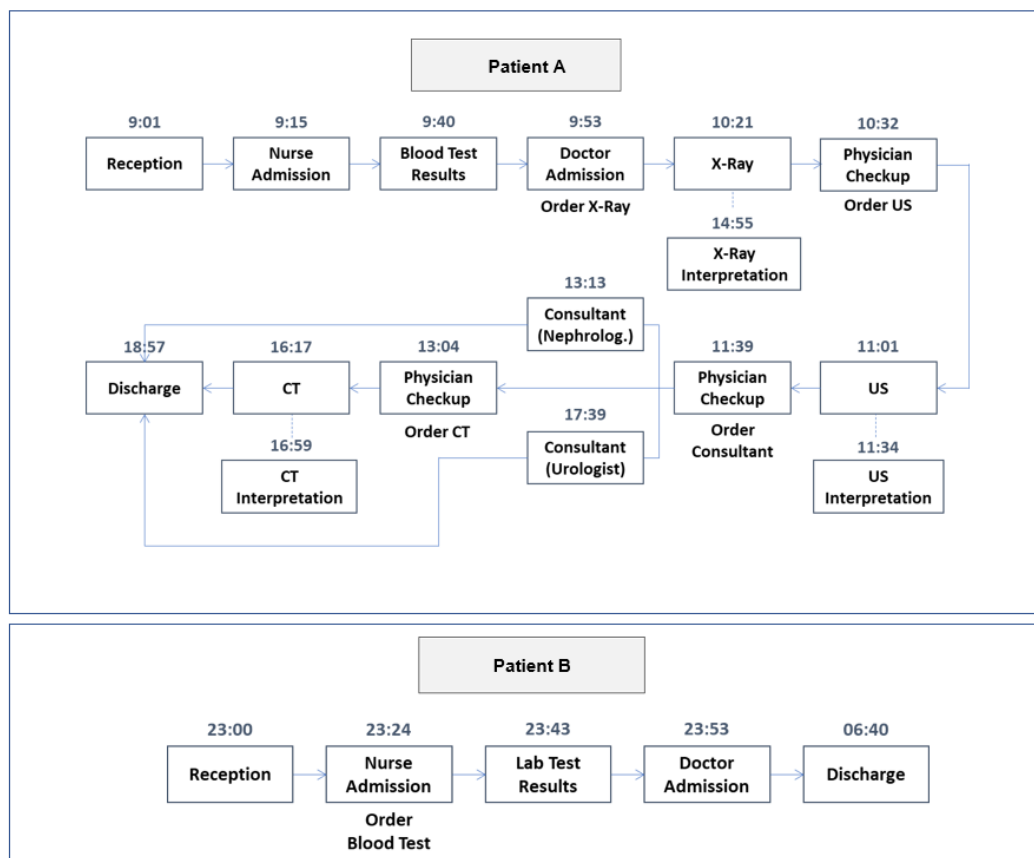 Patient A
9:01
Reception
9:15
Nurse
Admission
9:40
Blood Test
Results
9:53
Doctor
Admission
Order X-Ray
10:21
X-Ray
14:55
X-Ray
Interpretation
10:32
Physician
Checkup
Order US
13:13
Consultant
(Nephrolog.)
18:57
Discharge
16:17
CT
16:59
CT
Interpretation
13:04
Physician
Checkup
Order CT
17:39
Consultant
(Urologist)
11:39
Physician
Checkup
Order
Consultant
11:01
US
11:34
US
Interpretation
Patient B
23:00
Reception
23:24
Nurse
Admission
Order
Blood Test
23:43
Lab Test
Results
23:53
Doctor
Admission
06:40
Discharge